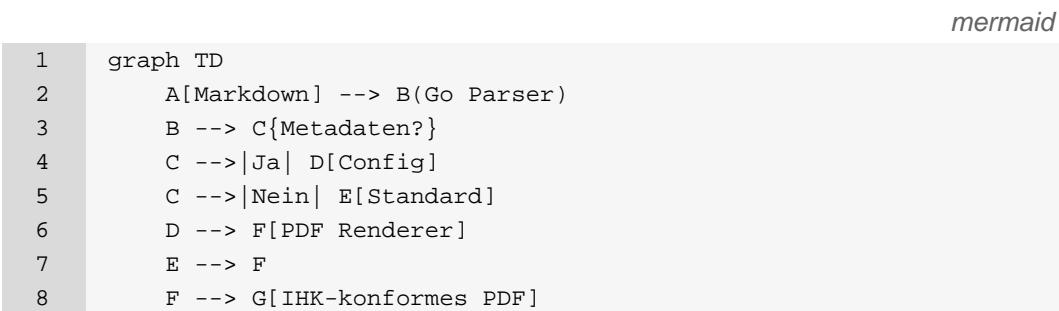 mermaid
1 graph TD
2     A[Markdown] --> B(Go Parser)
3     B --> C{Metadaten?}
4     C -->|Ja| D[Config]
5     C -->|Nein| E[Standard]
6     D --> F[PDF Renderer]
7     E --> F
8     F --> G[IHK-konformes PDF]